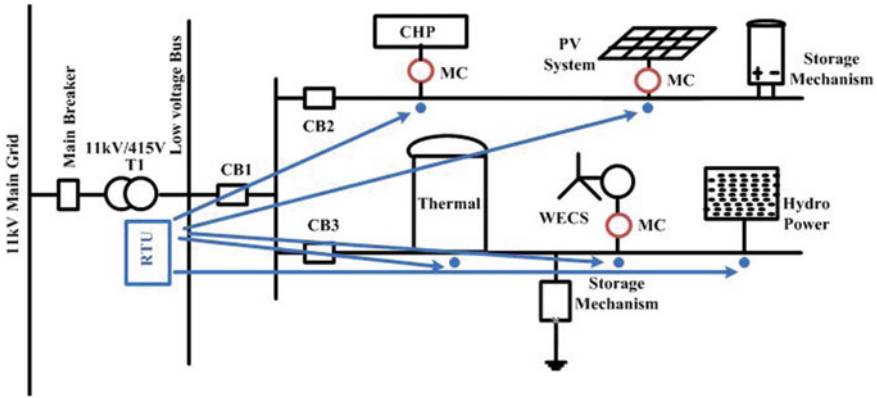 11kV Main Grid
Main Breaker
11kV/415V
T1
Low voltage Bus
RTU
CB1
CB2
CB3
CHP
MC
PV
System
MC
+ -
Storage
Mechanism
Thermal
WECS
MC
Hydro
Power
Storage
Mechanism